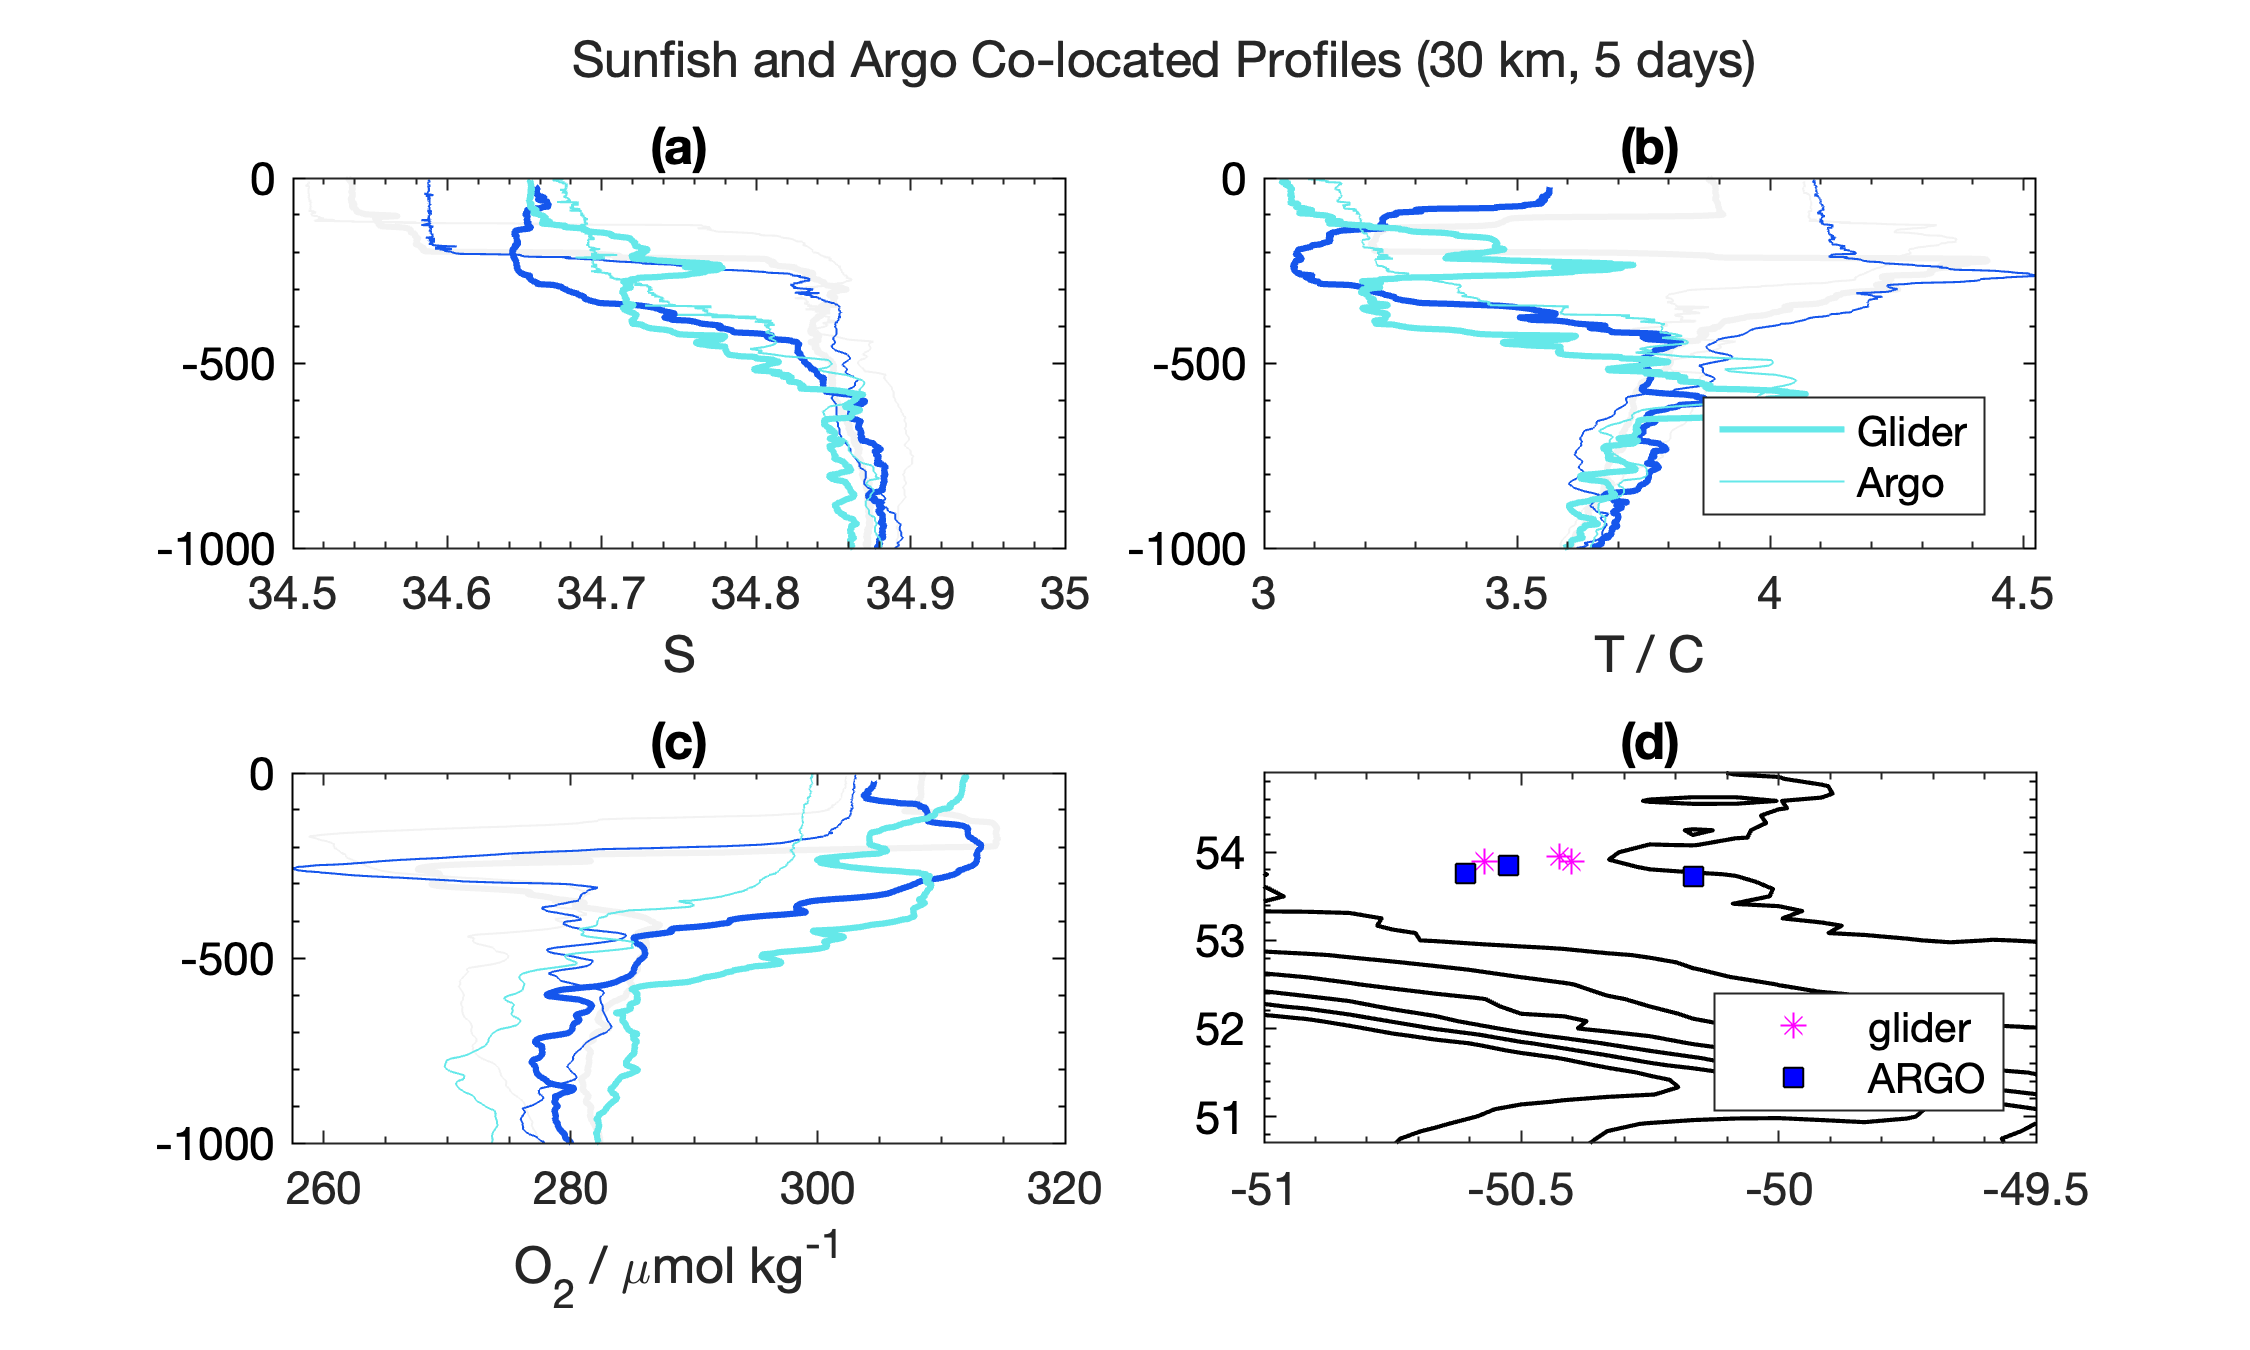 Sunfish and Argo Co-located Profiles (30 km, 5 days)
(a)
0
-500
-1000
34.5 34.6 34.7 34.8 34.9 35
S
(b)
0
-500
-1000
3 3.5 4 4.5
T / C
Glider
Argo
(c)
0
-500
-1000
260 280 300 320
O2 / μmol kg-1
(d)
54
53
52
51
-51 -50.5 -50 -49.5
glider
ARGO